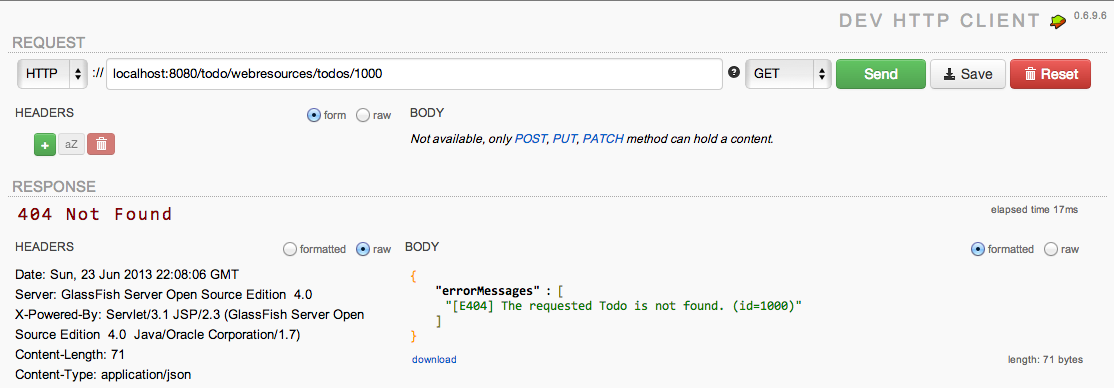 DEV HTTP CLIENT 0.6.9.6
REQUEST
HTTP :// localhost:8080/todo/webresources/todos/1000 ? GET Send Save Reset
HEADERS form raw BODY
Not available, only POST, PUT, PATCH method can hold a content.
+ aZ
RESPONSE
404 Not Found elapsed time 17ms
HEADERS formatted raw BODY formatted raw
Date: Sun, 23 Jun 2013 22:08:06 GMT
Server: GlassFish Server Open Source Edition 4.0
X-Powered-By: Servlet/3.1 JSP/2.3 (GlassFish Server Open
Source Edition 4.0 Java/Oracle Corporation/1.7)
Content-Length: 71
Content-Type: application/json
{
"errorMessages" : [
"[E404] The requested Todo is not found. (id=1000)"
]
}
download length: 71 bytes